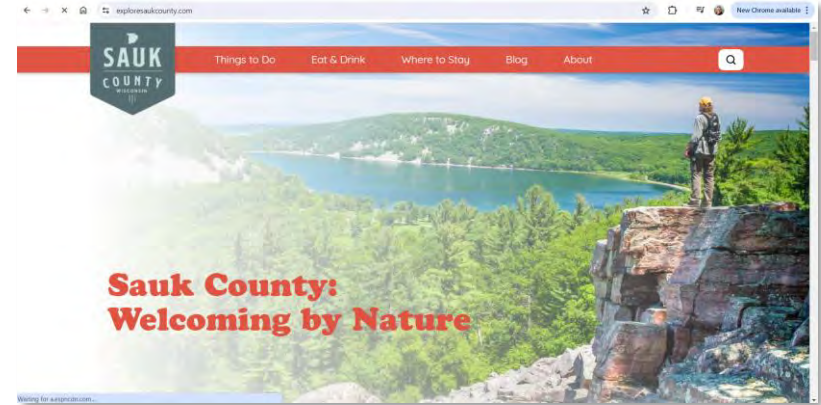 exploresaukcounty.com
New Chrome available
SAUK
COUNTY
WISCONSIN
Things to Do
Eat & Drink
Where to Stay
Blog
About
Sauk County:
Welcoming by Nature